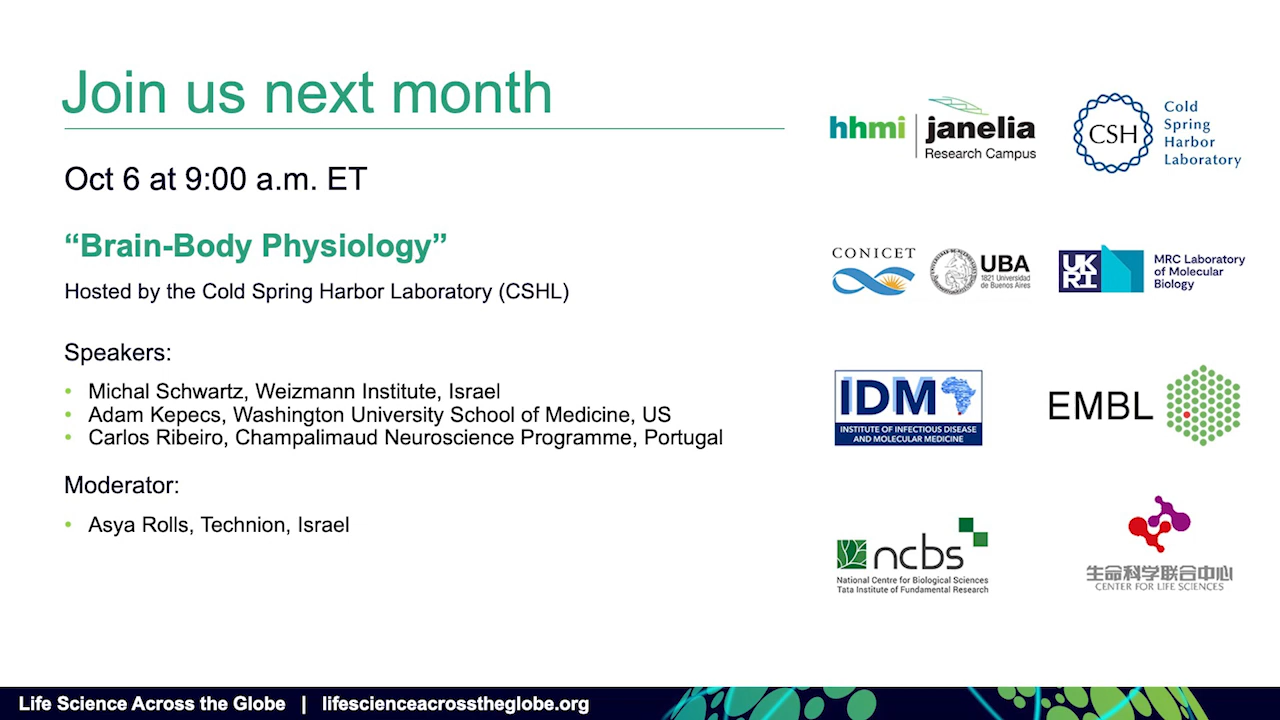 Join us next month
Oct 6 at 9:00 a.m. ET
“Brain-Body Physiology”
Hosted by the Cold Spring Harbor Laboratory (CSHL)
Speakers:
• Michal Schwartz, Weizmann Institute, Israel
• Adam Kepecs, Washington University School of Medicine, US
• Carlos Ribeiro, Champalimaud Neuroscience Programme, Portugal
Moderator:
• Asya Rolls, Technion, Israel
hhmi | janelia
Research Campus
CSH
Cold
Spring
Harbor
Laboratory
CONICET
UBA
1821 Universidad
de Buenos Aires
UK
RI
MRC Laboratory
of Molecular
Biology
IDM
INSTITUTE OF INFECTIOUS DISEASE
AND MOLECULAR MEDICINE
EMBL
ncbs
National Centre for Biological Sciences
Tata Institute of Fundamental Research
生命科学联合中心
CENTER FOR LIFE SCIENCES
Life Science Across the Globe | lifescienceacrosstheglobe.org